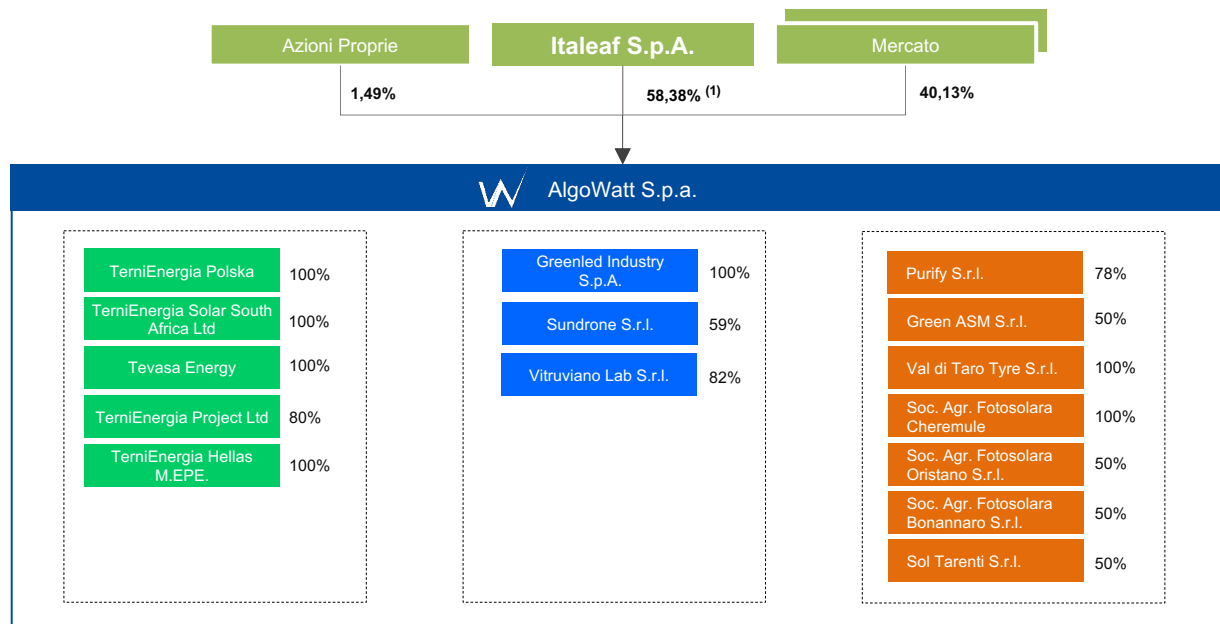 Azioni Proprie
Italeaf S.p.A.
Mercato
1,49%
58,38% (1)
40,13%
AlgoWatt S.p.a.
TerniEnergia Polska
100%
TerniEnergia Solar South
Africa Ltd
100%
Tevasa Energy
100%
TerniEnergia Project Ltd
80%
TerniEnergia Hellas
M.EPE.
100%
Greenled Industry
S.p.A.
100%
Sundrone S.r.l.
59%
Vitruviano Lab S.r.l.
82%
Purify S.r.l.
78%
Green ASM S.r.l.
50%
Val di Taro Tyre S.r.l.
100%
Soc. Agr. Fotosolara
Cheremule
100%
Soc. Agr. Fotosolara
Oristano S.r.l.
50%
Soc. Agr. Fotosolara
Bonannaro S.r.l.
50%
Sol Tarenti S.r.l.
50%